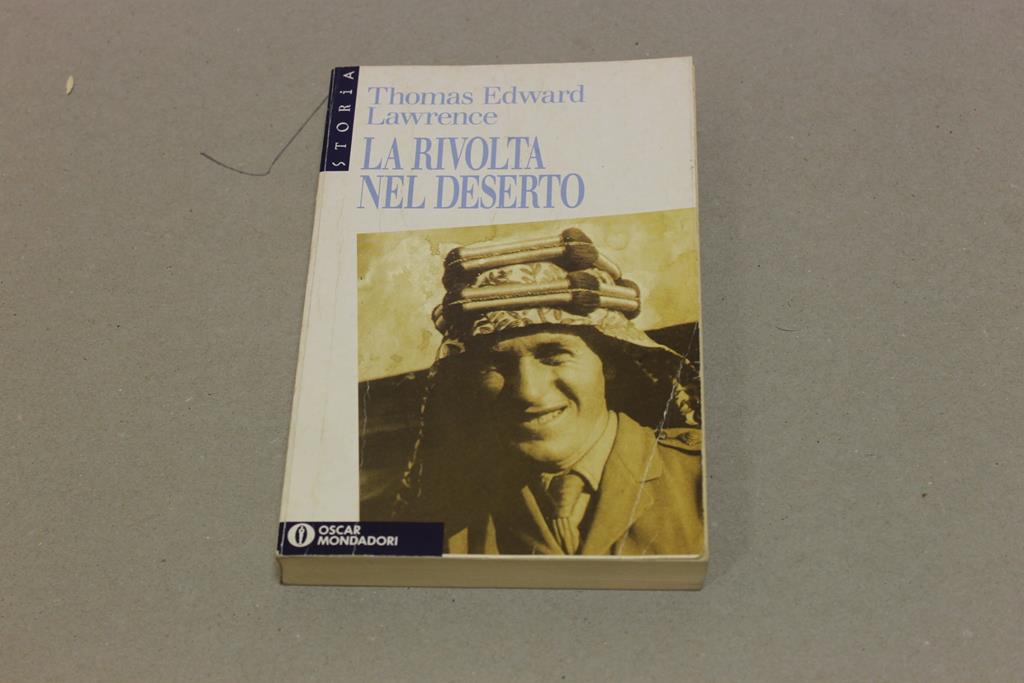 STORiA
Thomas Edward
Lawrence
LA RIVOLTA
NEL DESERTO
OSCAR
MONDADORI